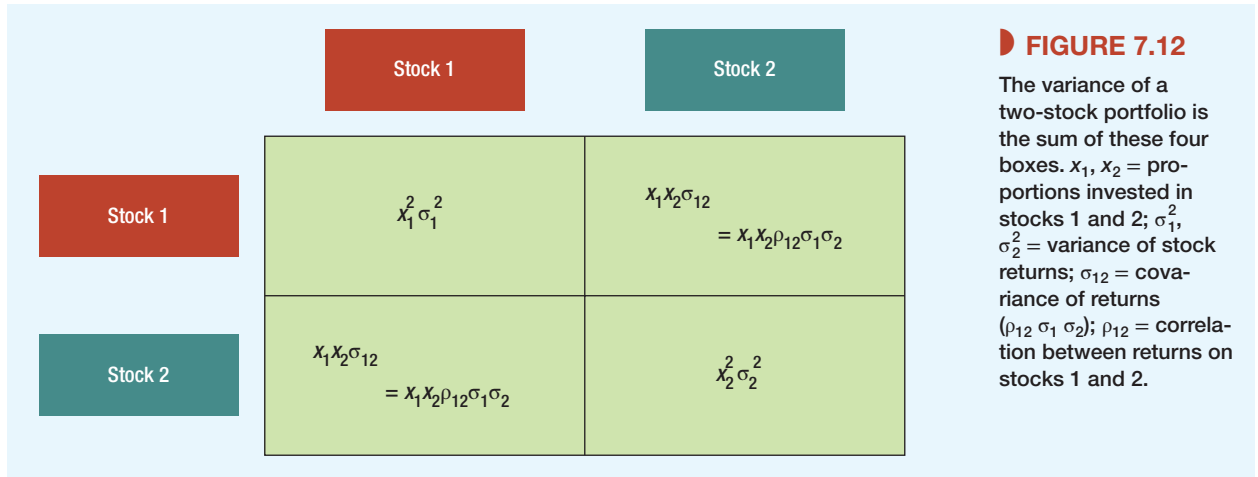 Stock 1
Stock 2
Stock 1
x₁²σ₁²
x₁x₂σ₁₂
= x₁x₂ρ₁₂σ₁σ₂
Stock 2
x₁x₂σ₁₂
= x₁x₂ρ₁₂σ₁σ₂
x₂²σ₂²
FIGURE 7.12
The variance of a
two-stock portfolio is
the sum of these four
boxes. x₁, x₂ = pro-
portions invested in
stocks 1 and 2; σ₁²,
σ₂² = variance of stock
returns; σ₁₂ = cova-
riance of returns
(ρ₁₂ σ₁ σ₂); ρ₁₂ = correla-
tion between returns on
stocks 1 and 2.